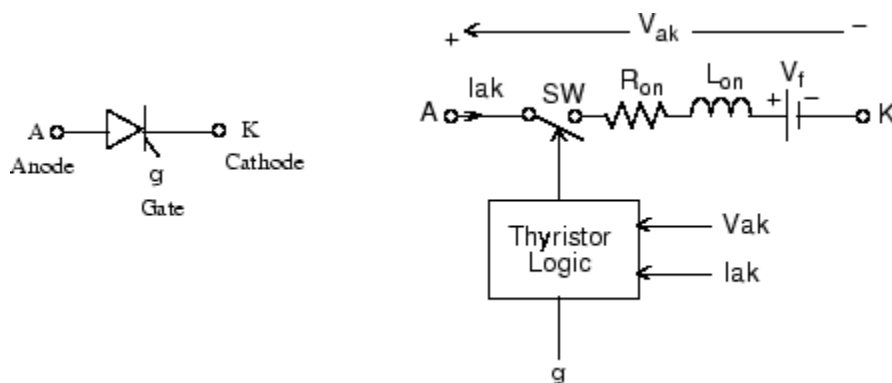 A
K
Anode
Cathode
g
Gate
+ Vak −
Iak
SW
Ron
Lon
Vf
+ −
A
K
Thyristor
Logic
Vak
Iak
g